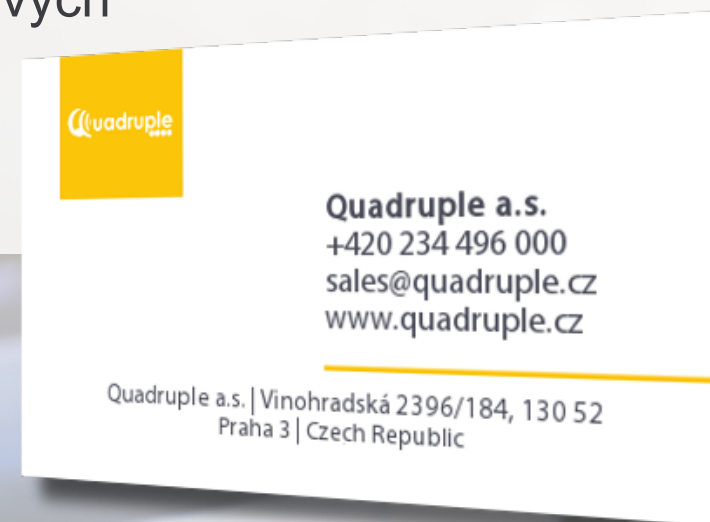 vých
Quadruple
Quadruple a.s.
+420 234 496 000
sales@quadruple.cz
www.quadruple.cz
Quadruple a.s. | Vinohradská 2396/184, 130 52
Praha 3 | Czech Republic